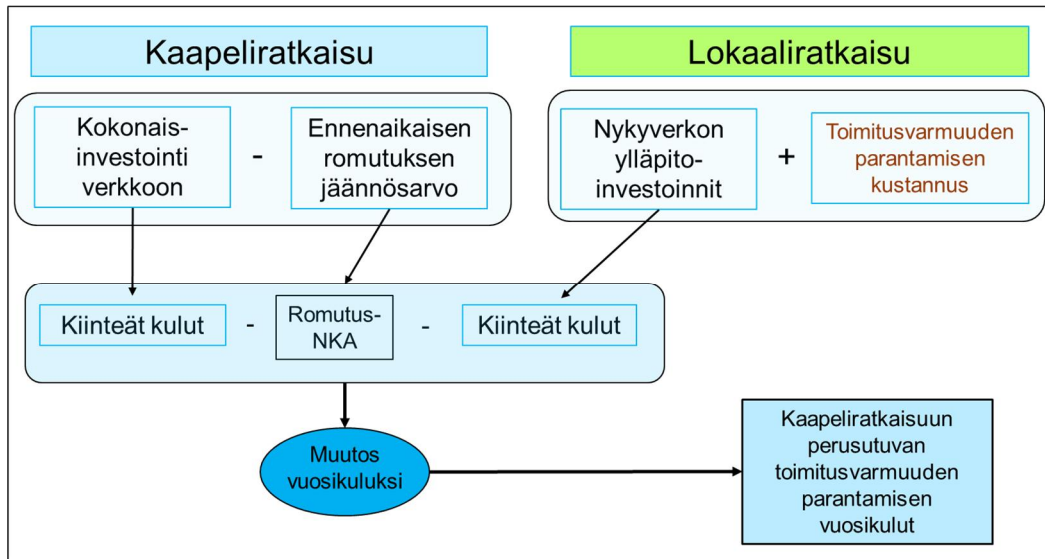 Kaapeliratkaisu
Lokaaliratkaisu
Kokonais-
investointi
verkkoon
-
Ennenaikaisen
romutuksen
jäännösarvo
Nykyverkon
ylläpito-
investoinnit
+
Toimitusvarmuuden
parantamisen
kustannus
Kiinteät kulut
-
Romutus-
NKA
-
Kiinteät kulut
Muutos
vuosikuluksi
Kaapeliratkaisuun
perusutuvan
toimitusvarmuuden
parantamisen
vuosikulut